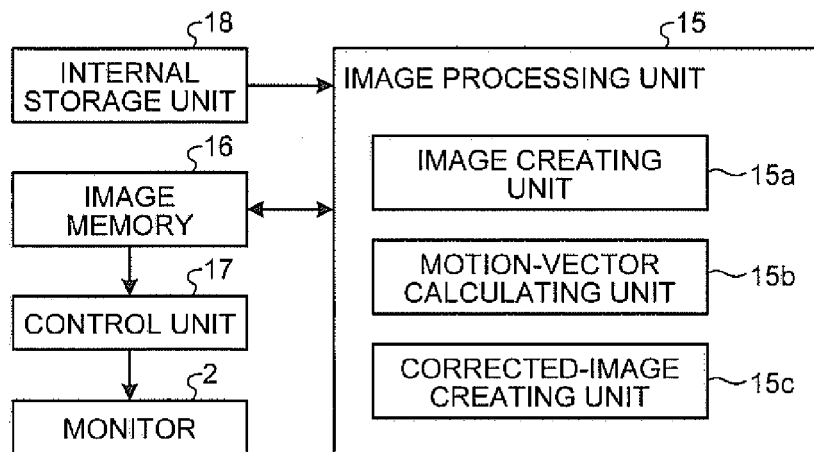 18
INTERNAL
STORAGE UNIT
16
IMAGE
MEMORY
17
CONTROL UNIT
2
MONITOR
15
IMAGE PROCESSING UNIT
IMAGE CREATING
UNIT
15a
MOTION-VECTOR
CALCULATING UNIT
15b
CORRECTED-IMAGE
CREATING UNIT
15c